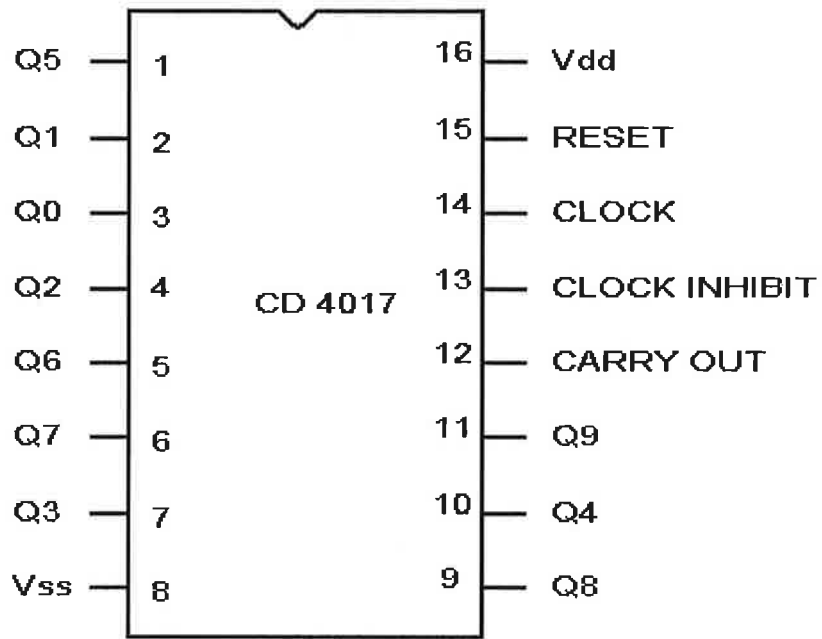 Q5 1 16 Vdd
Q1 2 15 RESET
Q0 3 14 CLOCK
Q2 4 13 CLOCK INHIBIT
CD 4017
Q6 5 12 CARRY OUT
Q7 6 11 Q9
Q3 7 10 Q4
Vss 8 9 Q8